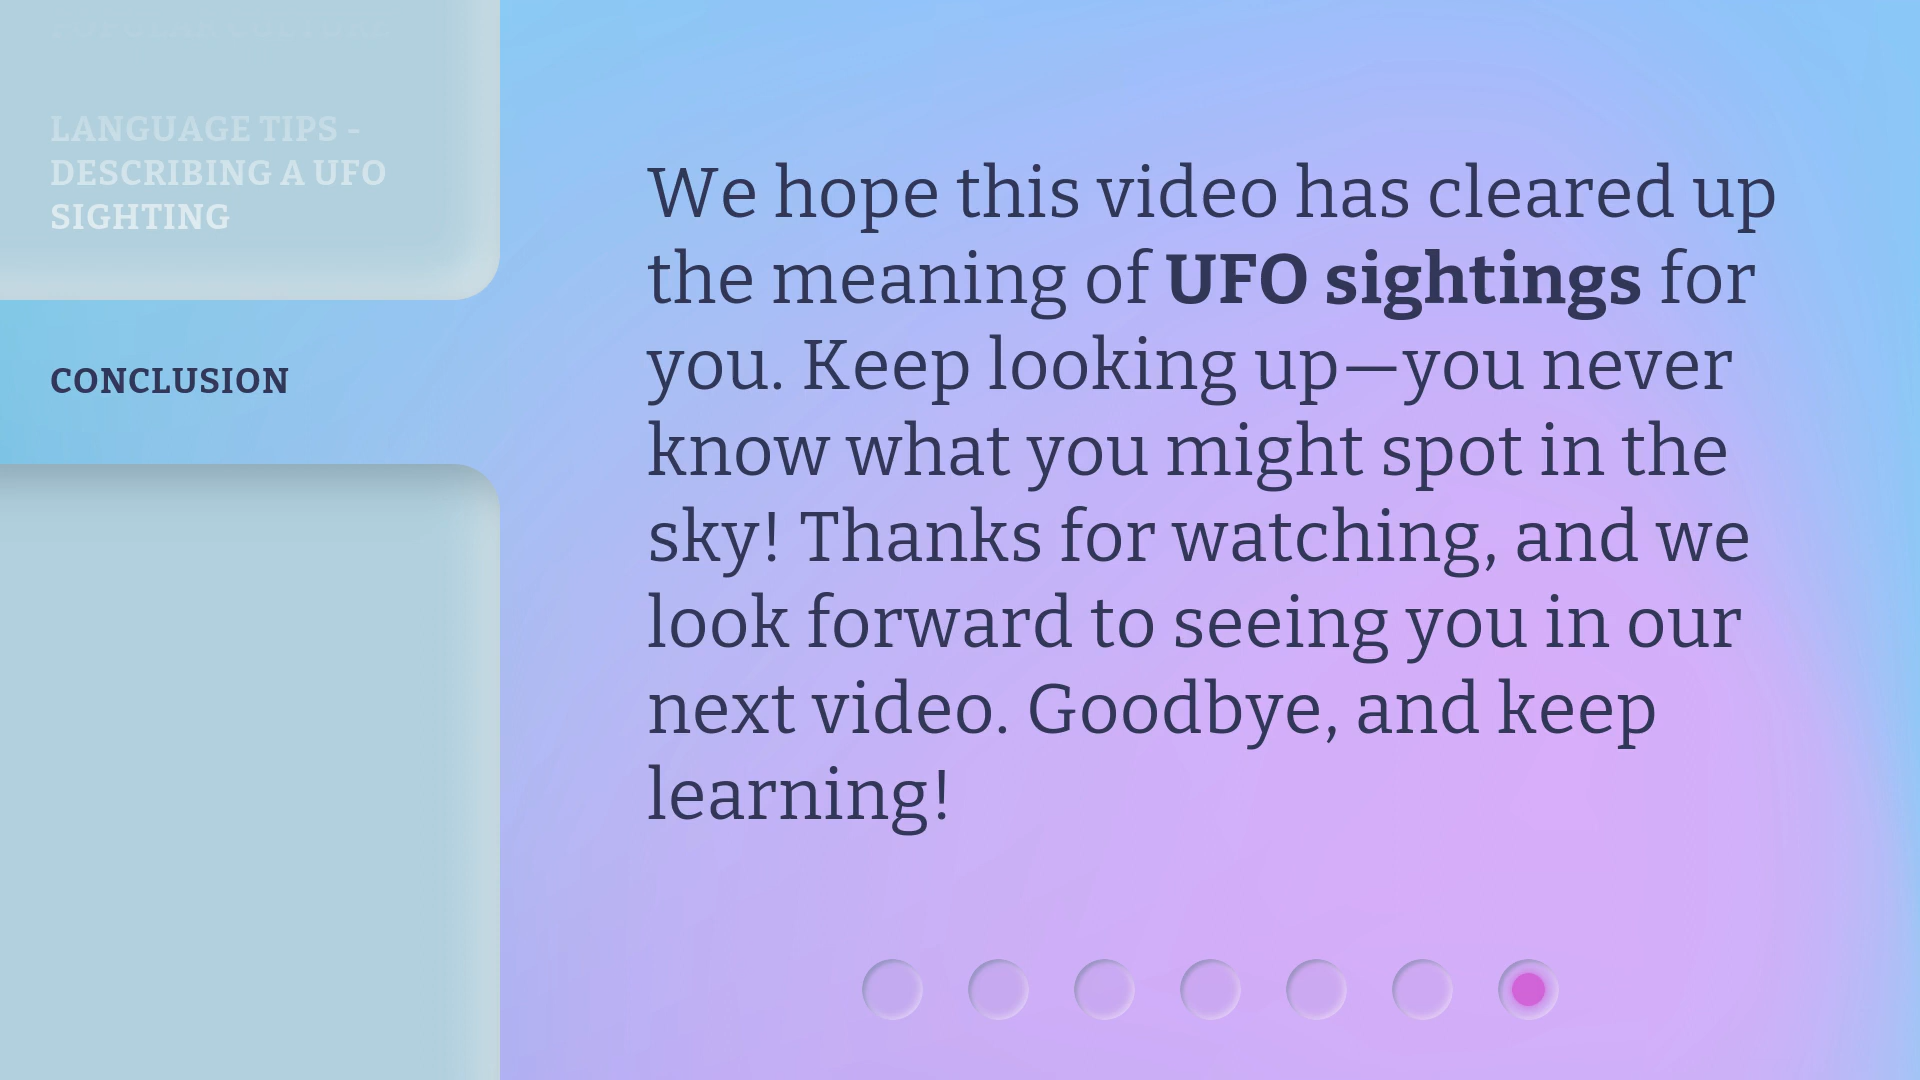 LANGUAGE TIPS -
DESCRIBING A UFO
SIGHTING
CONCLUSION
We hope this video has cleared up
the meaning of UFO sightings for
you. Keep looking up—you never
know what you might spot in the
sky! Thanks for watching, and we
look forward to seeing you in our
next video. Goodbye, and keep
learning!